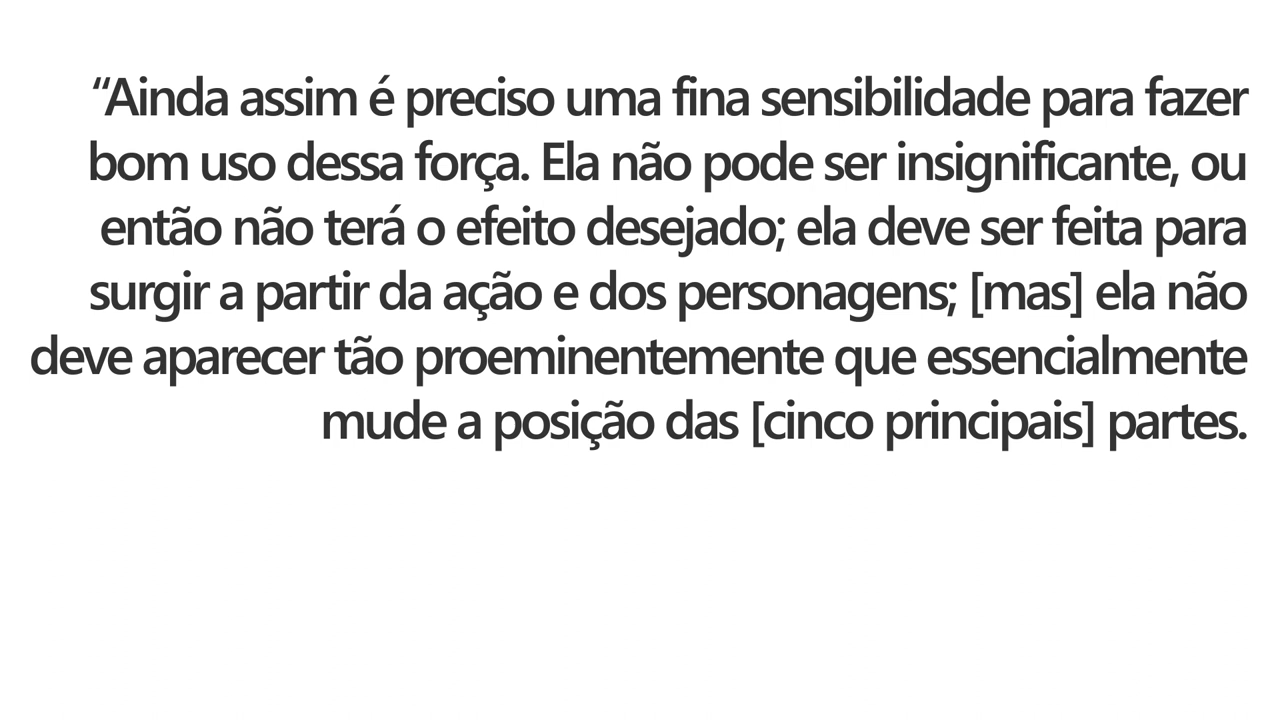 “Ainda assim é preciso uma fina sensibilidade para fazer
bom uso dessa força. Ela não pode ser insignificante, ou
então não terá o efeito desejado; ela deve ser feita para
surgir a partir da ação e dos personagens; [mas] ela não
deve aparecer tão proeminentemente que essencialmente
mude a posição das [cinco principais] partes.